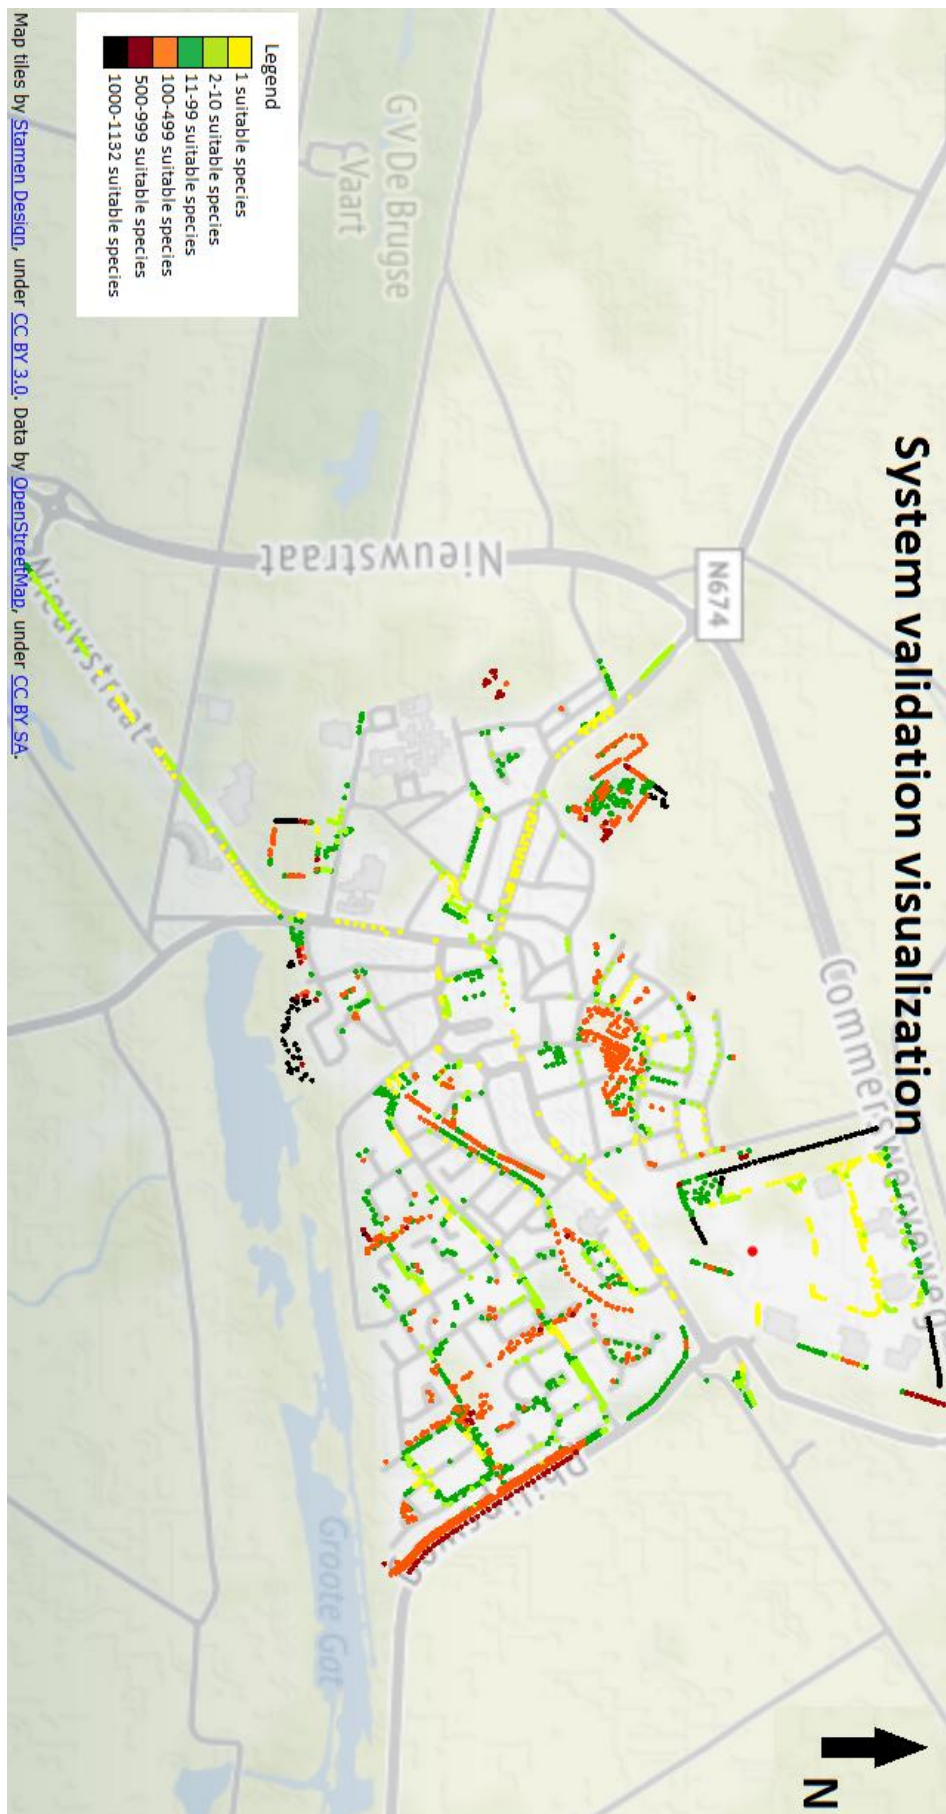 System validation visualization
Legend
1 suitable species
2-10 suitable species
11-99 suitable species
100-499 suitable species
500-999 suitable species
1000-1132 suitable species
GV De Brugse
Vaart
Nieuwstraat
N674
Nieuwstraat
Groote Gat
N
Map tiles by Stamen Design, under CC BY 3.0. Data by OpenStreetMap, under CC BY SA.